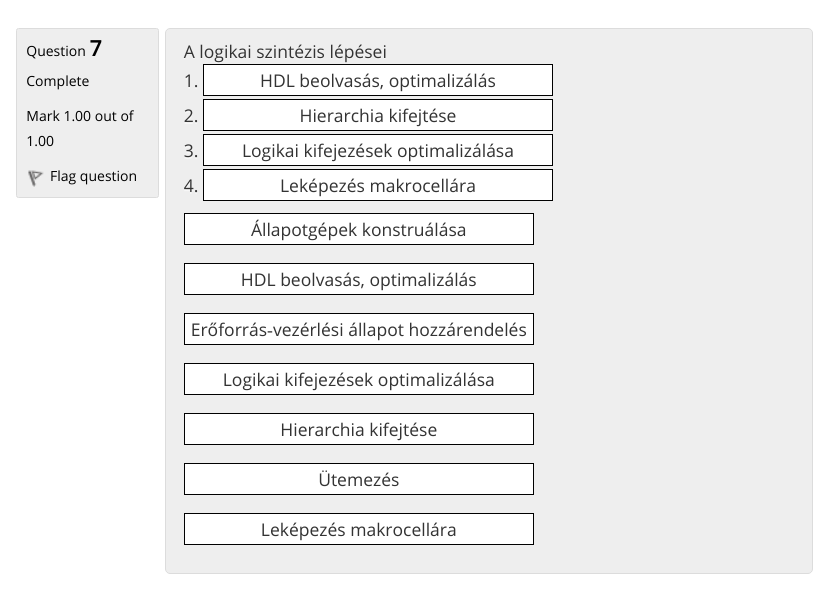 Question 7
Complete
Mark 1.00 out of
1.00
Flag question
A logikai szintézis lépései
1. HDL beolvasás, optimalizálás
2. Hierarchia kifejtése
3. Logikai kifejezések optimalizálása
4. Leképezés makrocellára
Állapotgépek konstruálása
HDL beolvasás, optimalizálás
Erőforrás-vezérlési állapot hozzárendelés
Logikai kifejezések optimalizálása
Hierarchia kifejtése
Ütemezés
Leképezés makrocellára